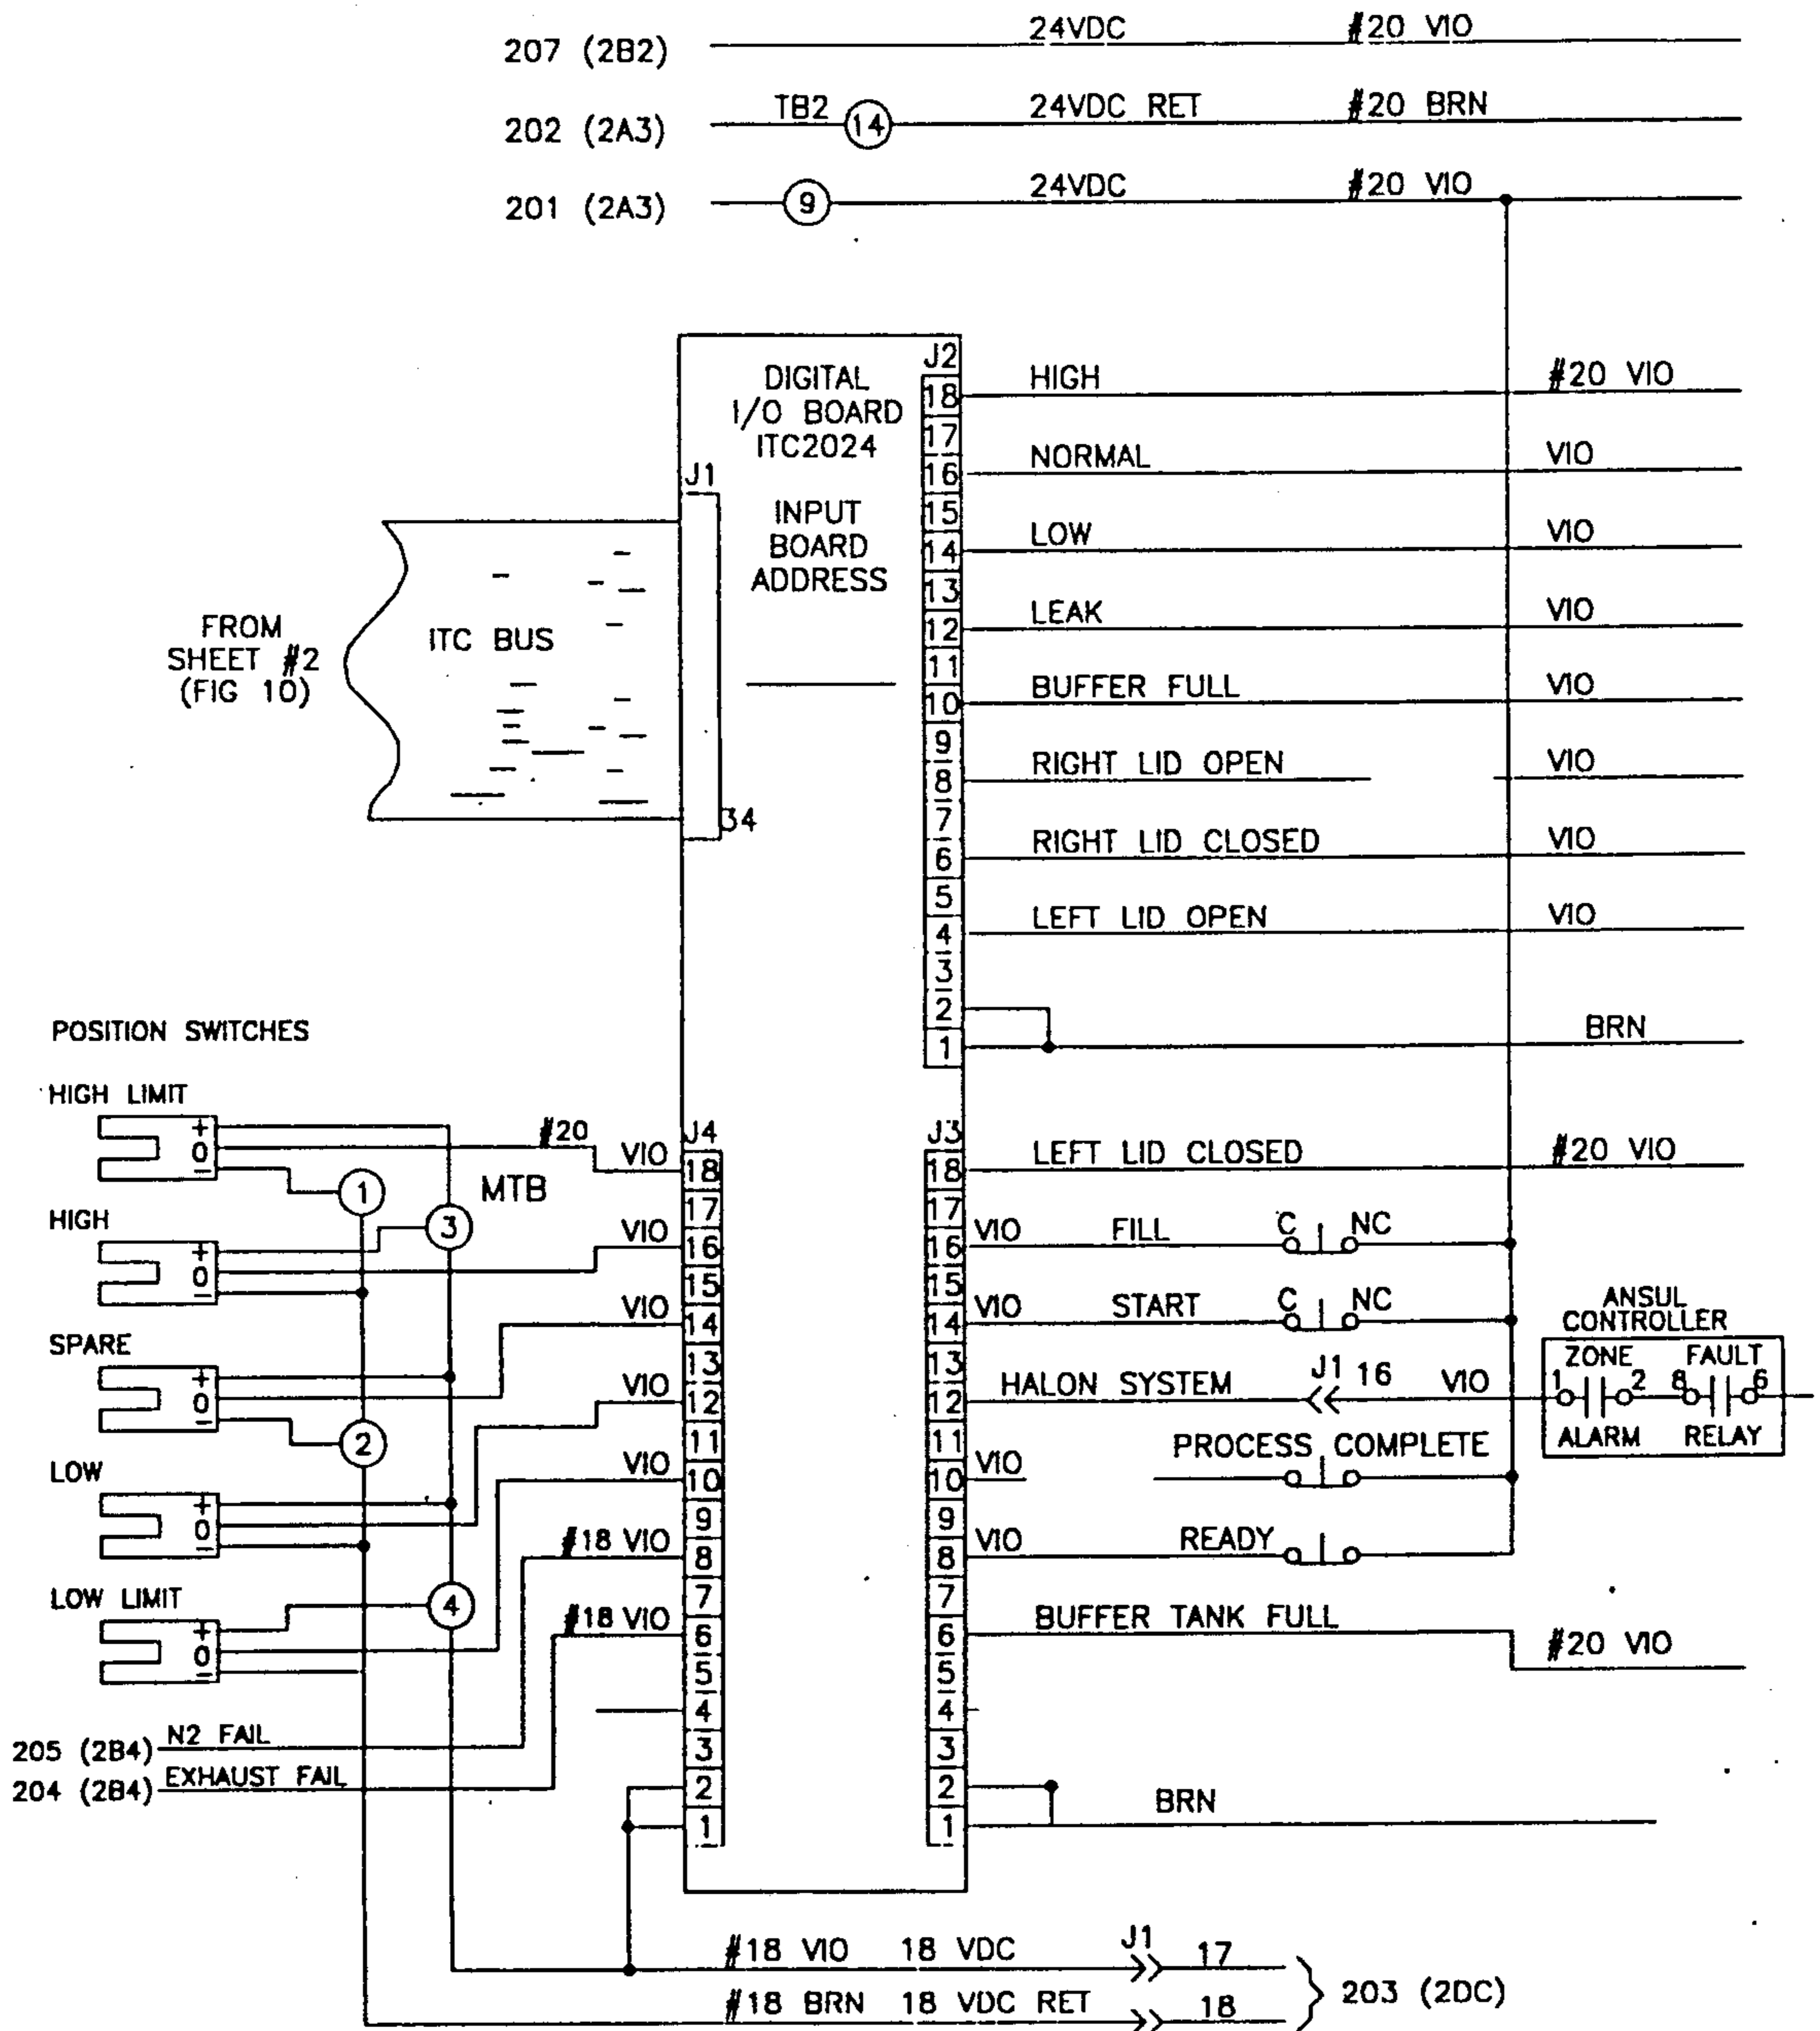 207 (2B2) 24VDC #20 VIO
202 (2A3) TB2 14 24VDC RET #20 BRN
201 (2A3) 9 24VDC #20 VIO
DIGITAL
I/O BOARD
ITC2024
INPUT
BOARD
ADDRESS
J1
34
FROM
SHEET #2
(FIG 10)
ITC BUS
J2
18 HIGH #20 VIO
17
16 NORMAL VIO
15
14 LOW VIO
13
12 LEAK VIO
11
10 BUFFER FULL VIO
9
8 RIGHT LID OPEN VIO
7
6 RIGHT LID CLOSED VIO
5
4 LEFT LID OPEN VIO
3
2
1 BRN
POSITION SWITCHES
HIGH LIMIT
+
0
–
HIGH
+
0
–
SPARE
+
0
–
LOW
+
0
–
LOW LIMIT
+
0
–
1
3
MTB
2
4
J4
#20 VIO 18
17
VIO 16
15
VIO 14
13
VIO 12
11
VIO 10
9
#18 VIO 8
7
#18 VIO 6
5
4
3
2
1
205 (2B4) N2 FAIL
204 (2B4) EXHAUST FAIL
J3
18 LEFT LID CLOSED #20 VIO
17
16 VIO FILL C NC
15
14 VIO START C NC
13
12 HALON SYSTEM J1 16 VIO
11
PROCESS COMPLETE
10 VIO
9
8 VIO READY
7
6 BUFFER TANK FULL #20 VIO
5
4
3
2
1 BRN
ANSUL
CONTROLLER
ZONE FAULT
1 2 8 6
ALARM RELAY
#18 VIO 18 VDC J1 17
#18 BRN 18 VDC RET 18
203 (2DC)